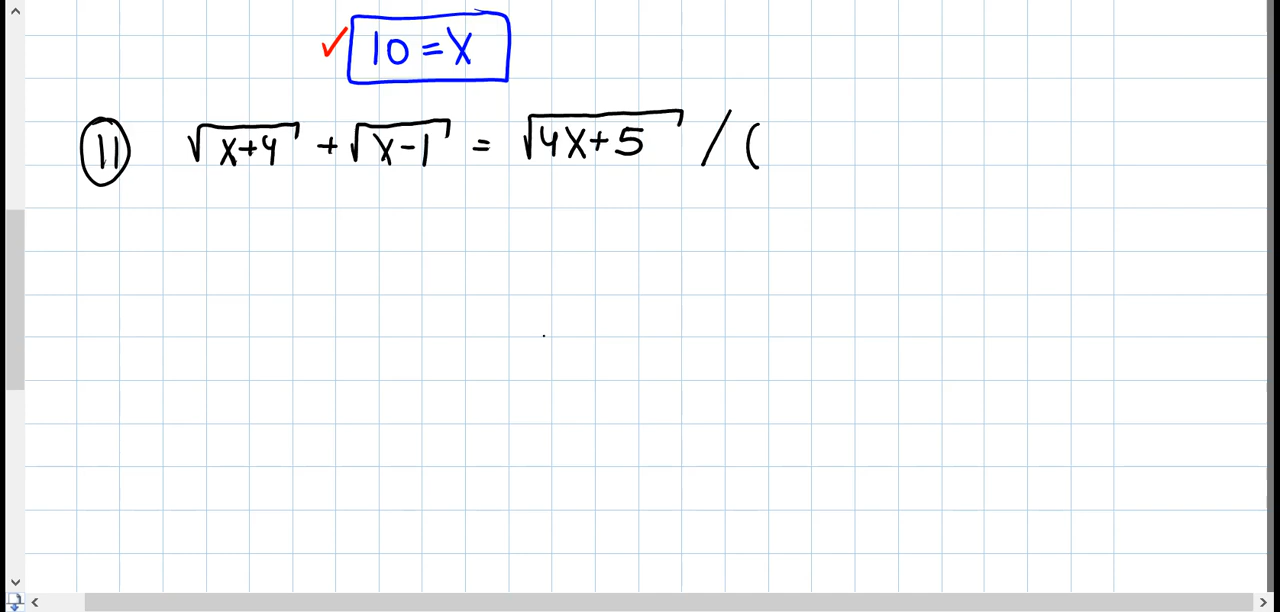 ✓ 10 = X
11 √(x+4) + √(x-1) = √(4x+5) / (